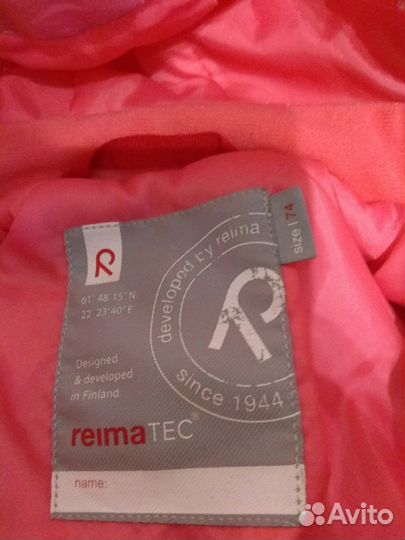 R
61° 48' 15"N
22° 23'40"E
Designed
& developed
in Finland.
reimaTEC®
name:
developed by reima
since 1944
R
size | 74
Avito